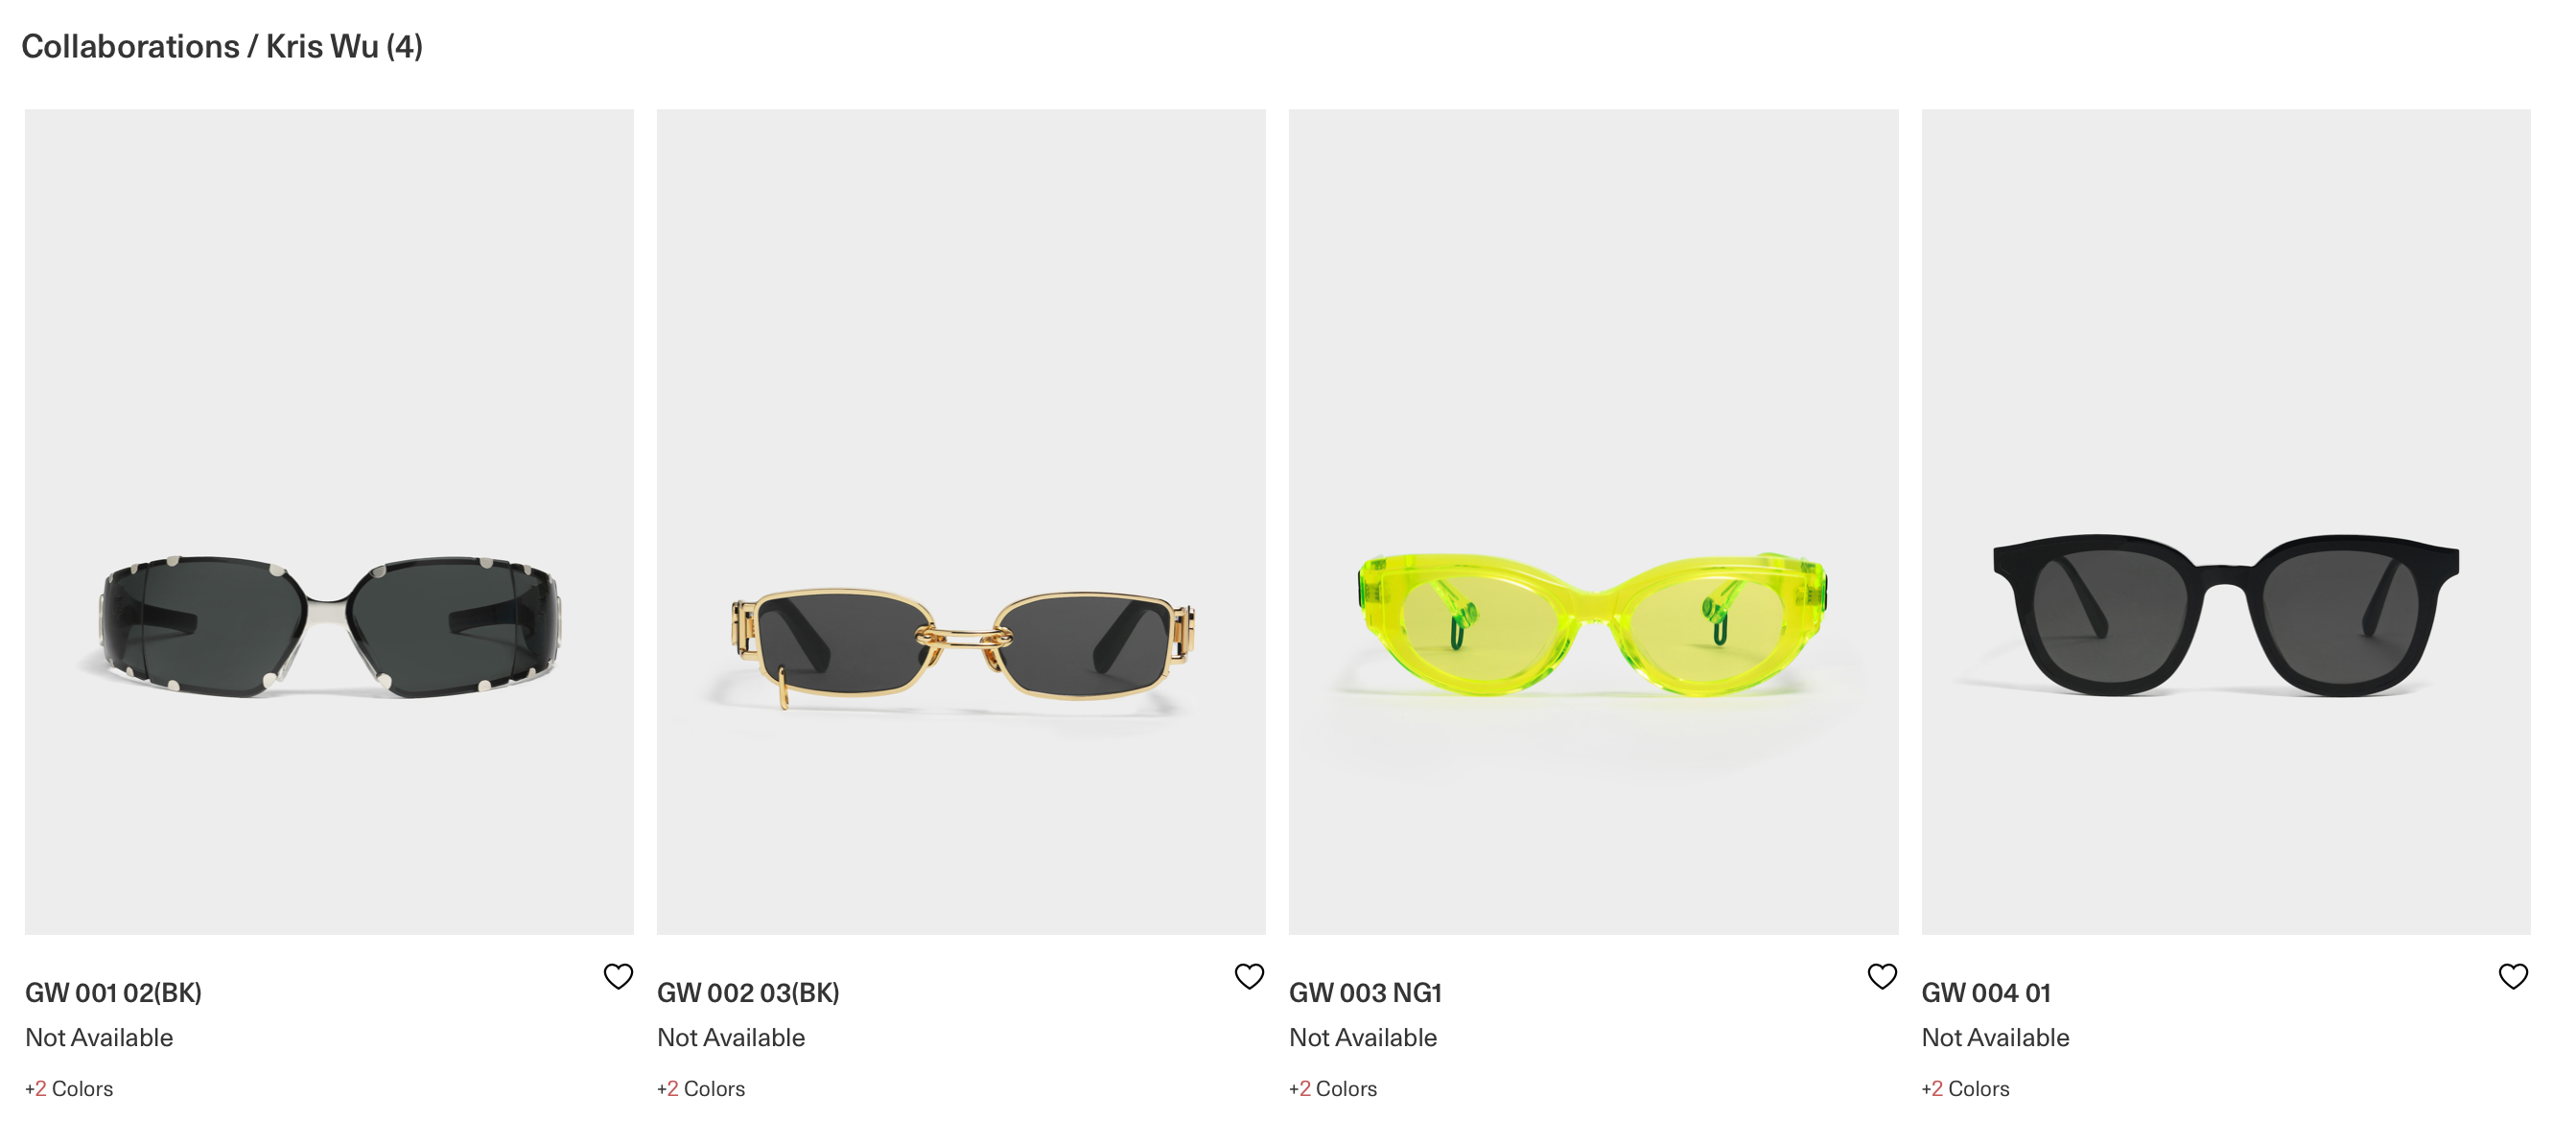 Collaborations / Kris Wu (4)
GW 001 02(BK)
Not Available
+2 Colors
GW 002 03(BK)
Not Available
+2 Colors
GW 003 NG1
Not Available
+2 Colors
GW 004 01
Not Available
+2 Colors